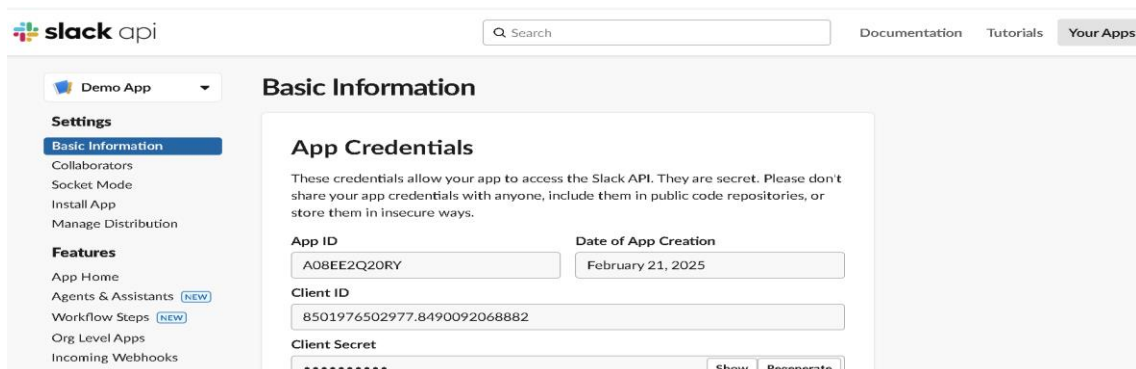 slack api
Search
Documentation
Tutorials
Your Apps
Demo App
Settings
Basic Information
Collaborators
Socket Mode
Install App
Manage Distribution
Features
App Home
Agents & Assistants NEW
Workflow Steps NEW
Org Level Apps
Incoming Webhooks
Basic Information
App Credentials
These credentials allow your app to access the Slack API. They are secret. Please don't
share your app credentials with anyone, include them in public code repositories, or
store them in insecure ways.
App ID
A08EE2Q20RY
Date of App Creation
February 21, 2025
Client ID
8501976502977.8490092068882
Client Secret
Show
Regenerate